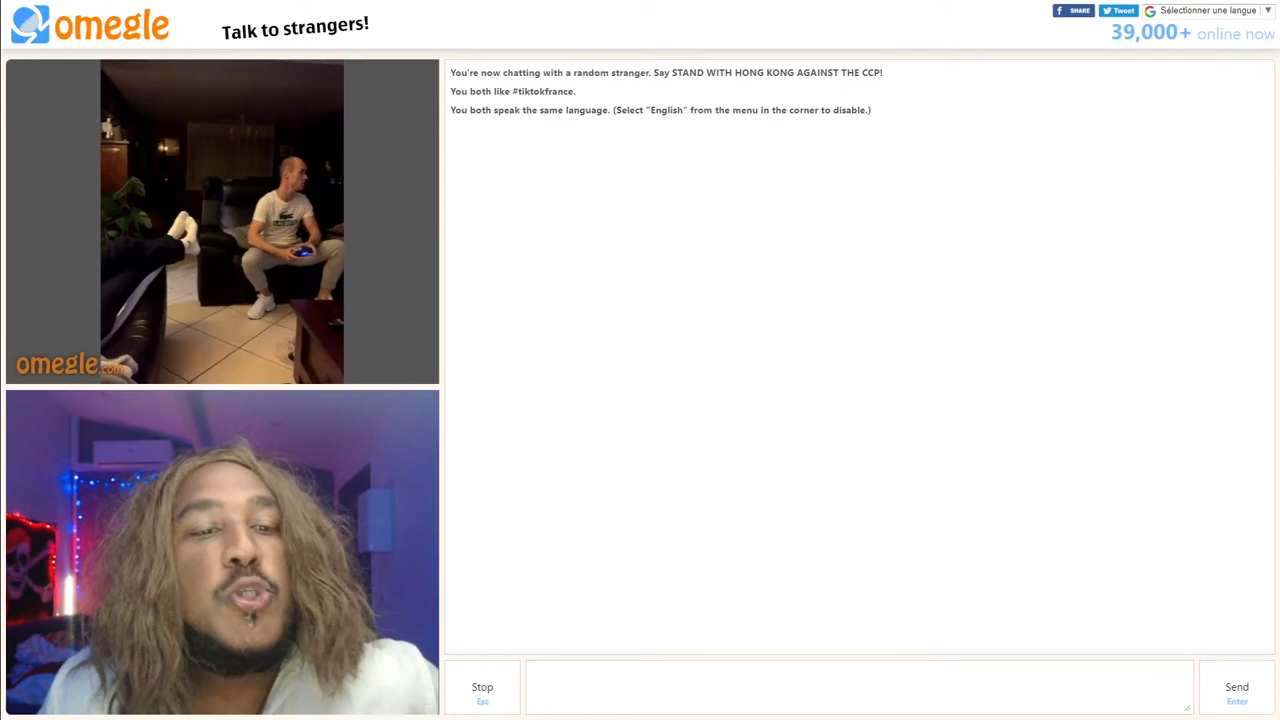 omegle
Talk to strangers!
SHARE
Tweet
Sélectionner une langue ▼
39,000+ online now
You're now chatting with a random stranger. Say STAND WITH HONG KONG AGAINST THE CCP!
You both like #tiktokfrance.
You both speak the same language. (Select "English" from the menu in the corner to disable.)
LACOSTE
omegle.com
Stop
Esc
Send
Enter